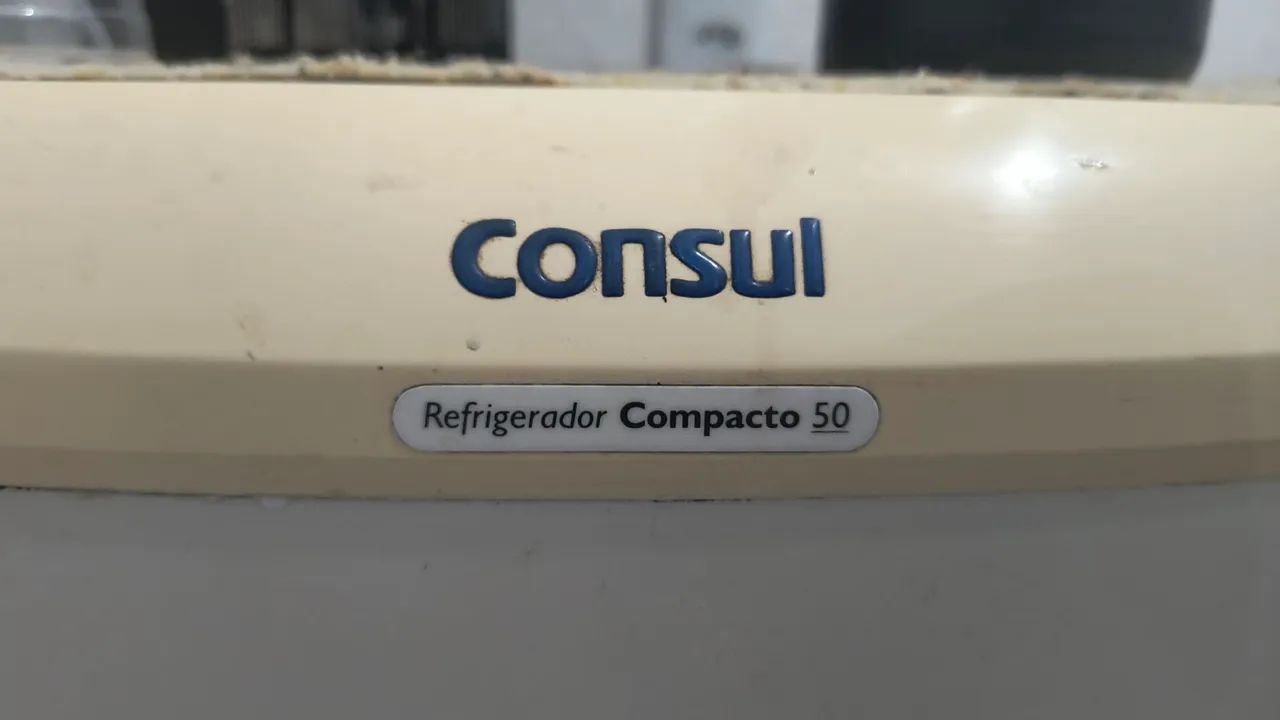 Consul
Refrigerador Compacto 50